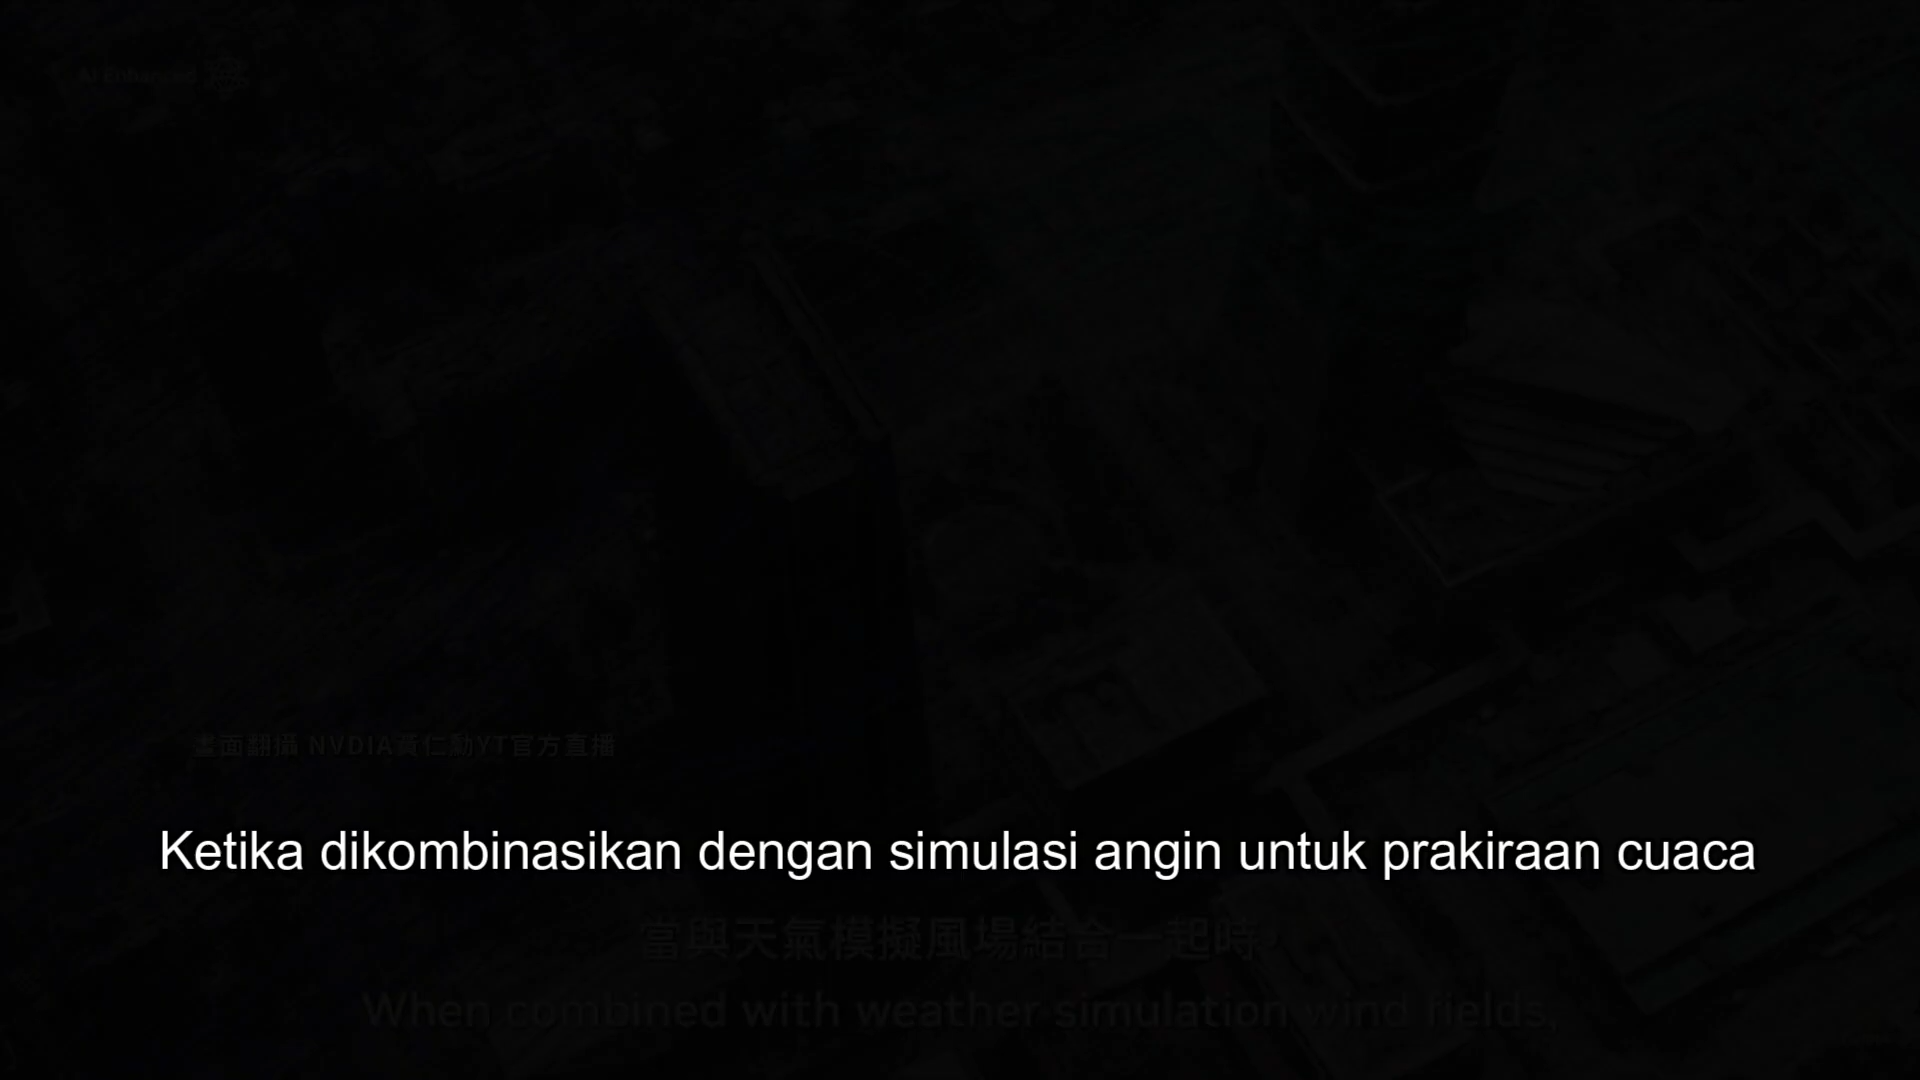 AI Enhanced
畫面翻攝 NVDIA黃仁勳YT官方直播
Ketika dikombinasikan dengan simulasi angin untuk prakiraan cuaca
當與天氣模擬風場結合一起時，
When combined with weather simulation wind fields,